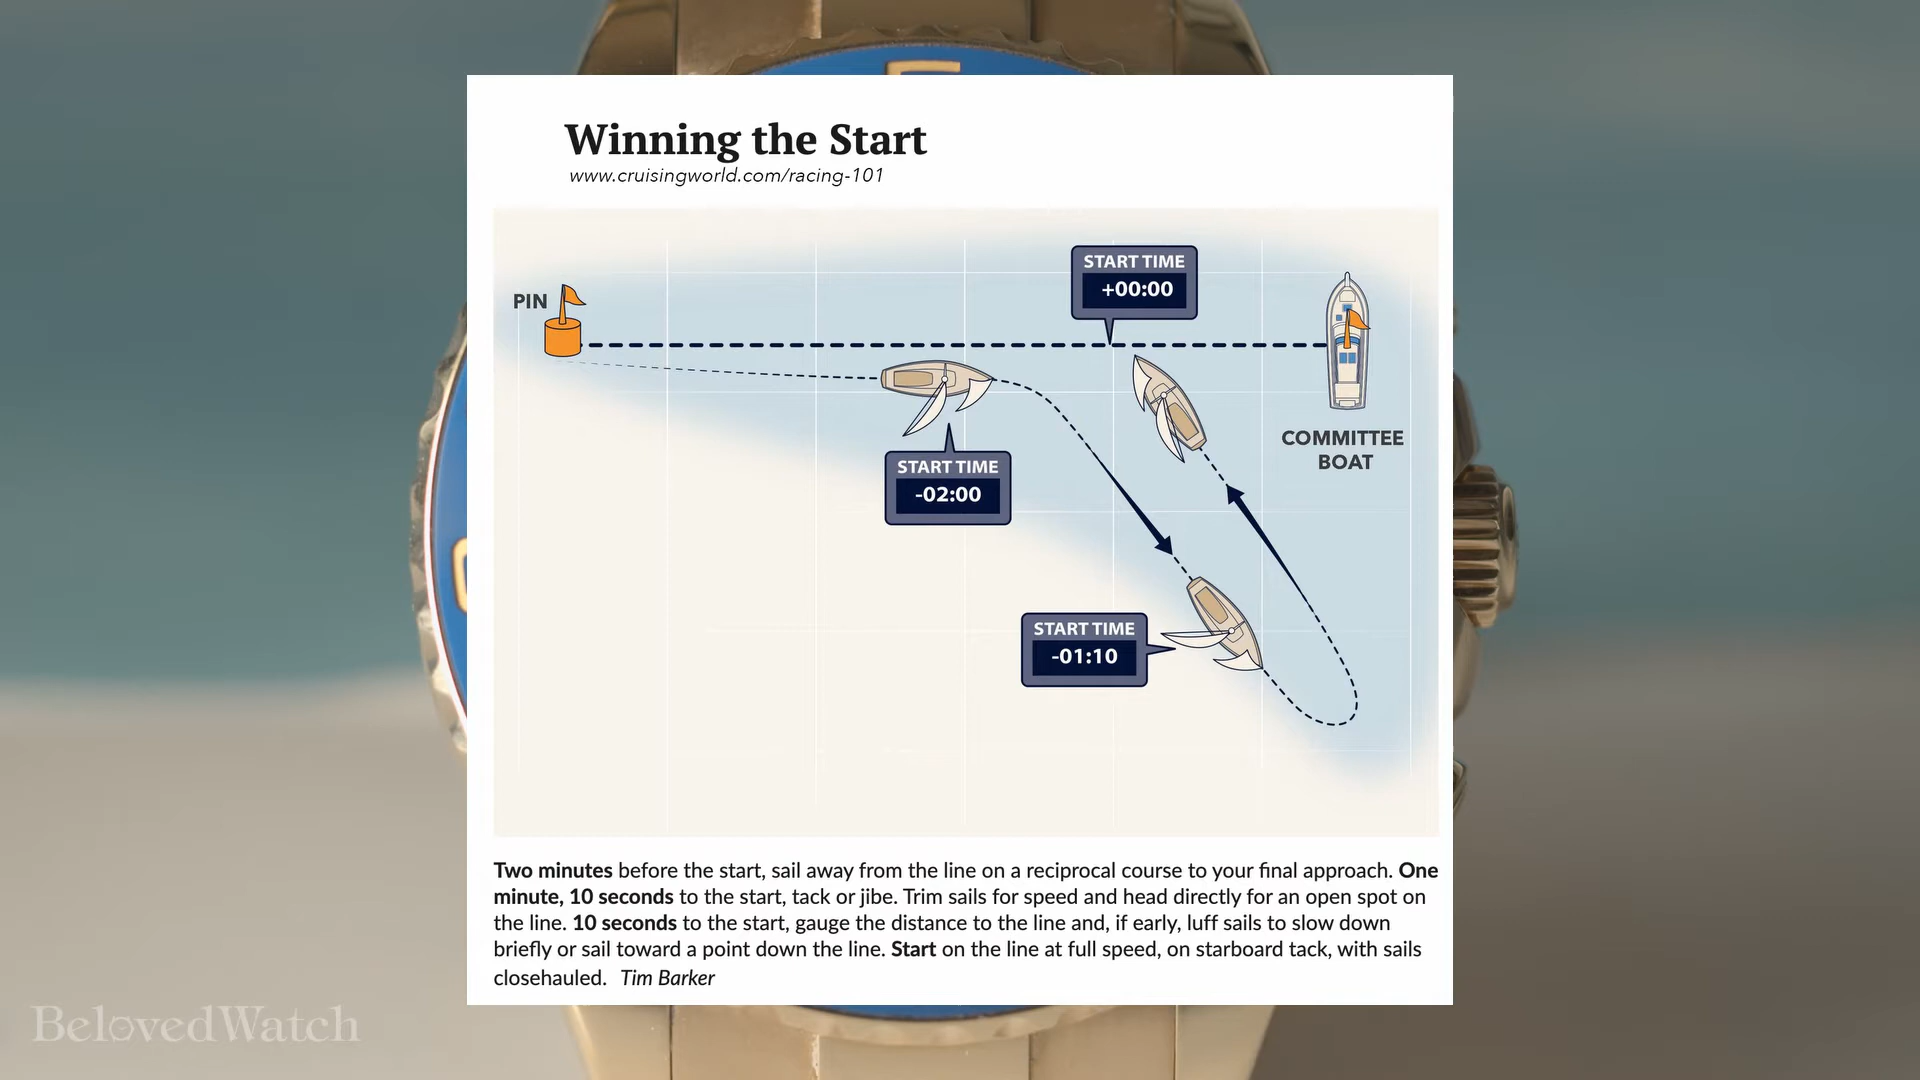 Winning the Start
www.cruisingworld.com/racing-101
START TIME
+00:00
PIN
COMMITTEE
BOAT
START TIME
-02:00
START TIME
-01:10
Two minutes before the start, sail away from the line on a reciprocal course to your final approach. One
minute, 10 seconds to the start, tack or jibe. Trim sails for speed and head directly for an open spot on
the line. 10 seconds to the start, gauge the distance to the line and, if early, luff sails to slow down
briefly or sail toward a point down the line. Start on the line at full speed, on starboard tack, with sails
closehauled. Tim Barker
BelovedWatch